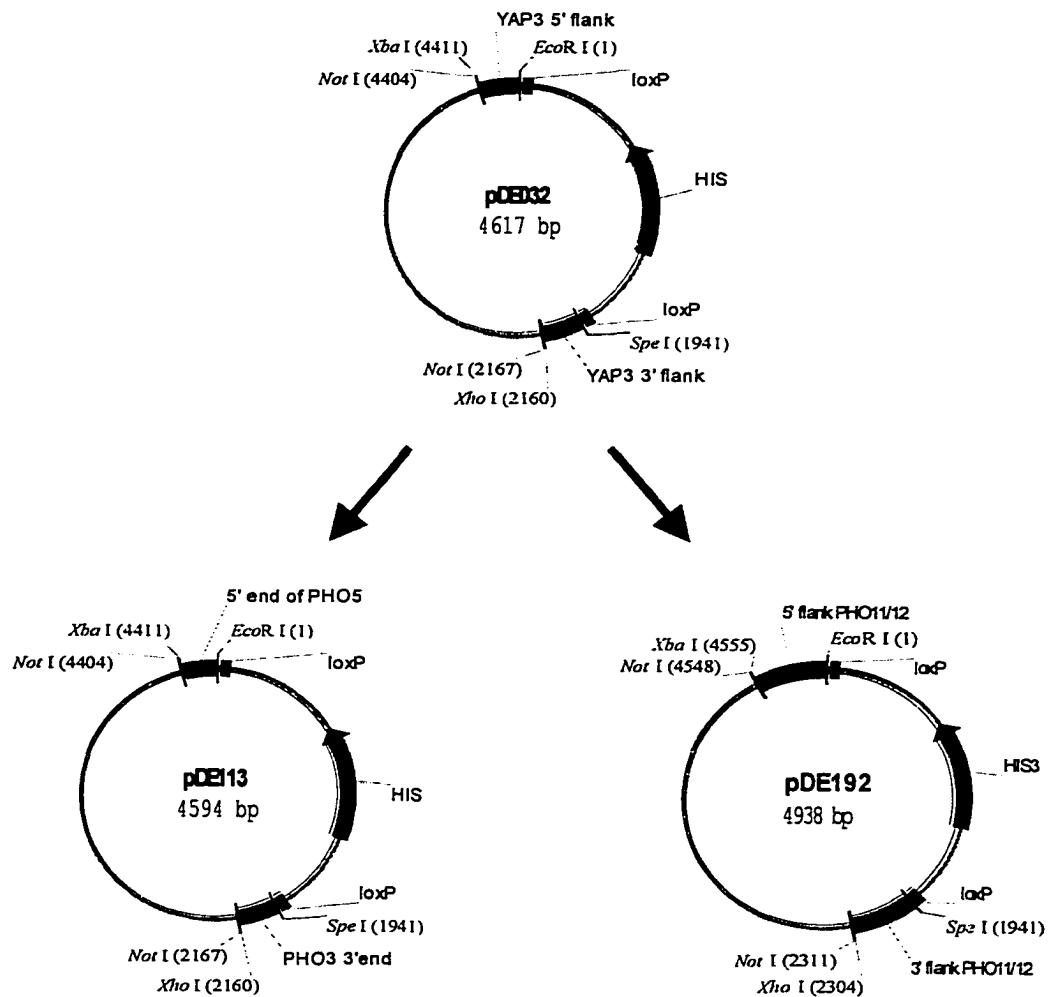 YAP3 5' flank
Xba I (4411)
EcoR I (1)
Not I (4404)
loxP
pDE032
4617 bp
HIS
loxP
Spe I (1941)
Not I (2167)
YAP3 3' flank
Xho I (2160)
5' end of PHO5
Xba I (4411)
EcoR I (1)
Not I (4404)
loxP
pDE113
4594 bp
HIS
loxP
Spe I (1941)
Not I (2167)
PHO3 3'end
Xho I (2160)
5' flank PHO11/12
Xba I (4555)
EcoR I (1)
Not I (4548)
loxP
pDE192
4938 bp
HIS3
loxP
Spe I (1941)
Not I (2311)
3' flank PHO11/12
Xho I (2304)